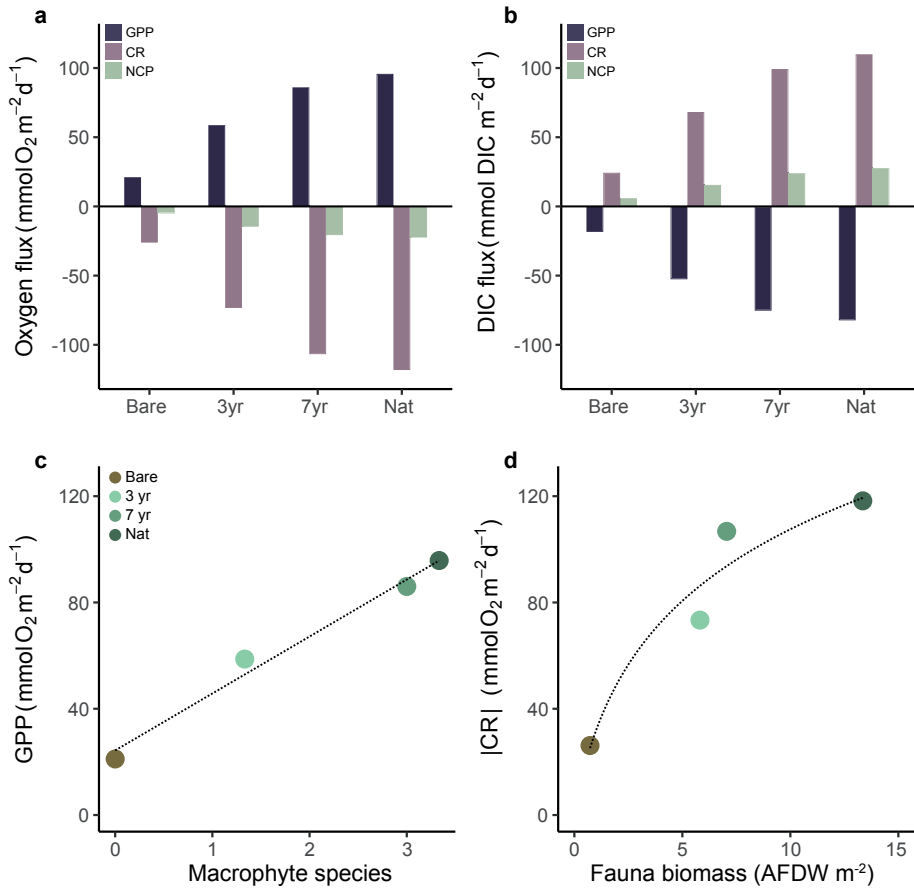 a
GPP
CR
NCP
Oxygen flux (mmol O₂ m⁻² d⁻¹)
100
50
0
-50
-100
Bare 3yr 7yr Nat
b
GPP
CR
NCP
DIC flux (mmol DIC m⁻² d⁻¹)
100
50
0
-50
-100
Bare 3yr 7yr Nat
c
Bare
3 yr
7 yr
Nat
GPP (mmol O₂ m⁻² d⁻¹)
120
80
40
0
0 1 2 3
Macrophyte species
d
|CR| (mmol O₂ m⁻² d⁻¹)
120
80
40
0
0 5 10 15
Fauna biomass (AFDW m⁻²)